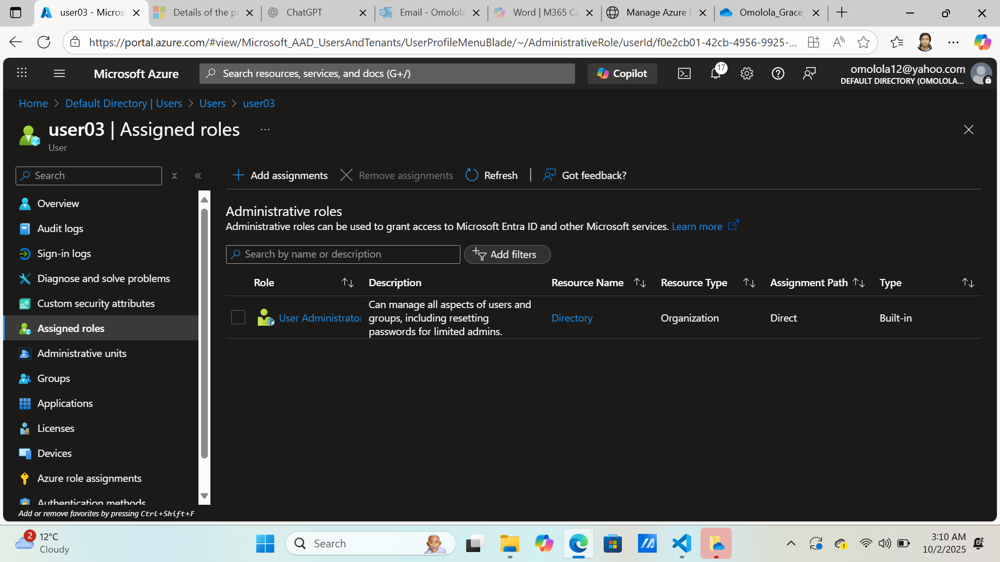 user03 - Micros
Details of the p
ChatGPT
Email - Omolola
Word | M365 Co
Manage Azure
Omolola_Grace_
https://portal.azure.com/#view/Microsoft_AAD_UsersAndTenants/UserProfileMenuBlade/~/AdministrativeRole/userId/f0e2cb01-42cb-4956-9925-...
Microsoft Azure
Search resources, services, and docs (G+/)
Copilot
17
omolola12@yahoo.com
DEFAULT DIRECTORY (OMOLOLA...
Home > Default Directory | Users > Users > user03
user03 | Assigned roles ...
User
Search
Add assignments
Remove assignments
Refresh
Got feedback?
Overview
Audit logs
Sign-in logs
Diagnose and solve problems
Custom security attributes
Assigned roles
Administrative units
Groups
Applications
Licenses
Devices
Azure role assignments
Authentication methods
Add or remove favorites by pressing Ctrl+Shift+F
Administrative roles
Administrative roles can be used to grant access to Microsoft Entra ID and other Microsoft services. Learn more
Search by name or description
Add filters
Role Description Resource Name Resource Type Assignment Path Type
User Administrator
Can manage all aspects of users and
groups, including resetting
passwords for limited admins.
Directory
Organization
Direct
Built-in
2
12°C
Cloudy
Search
3:10 AM
10/2/2025